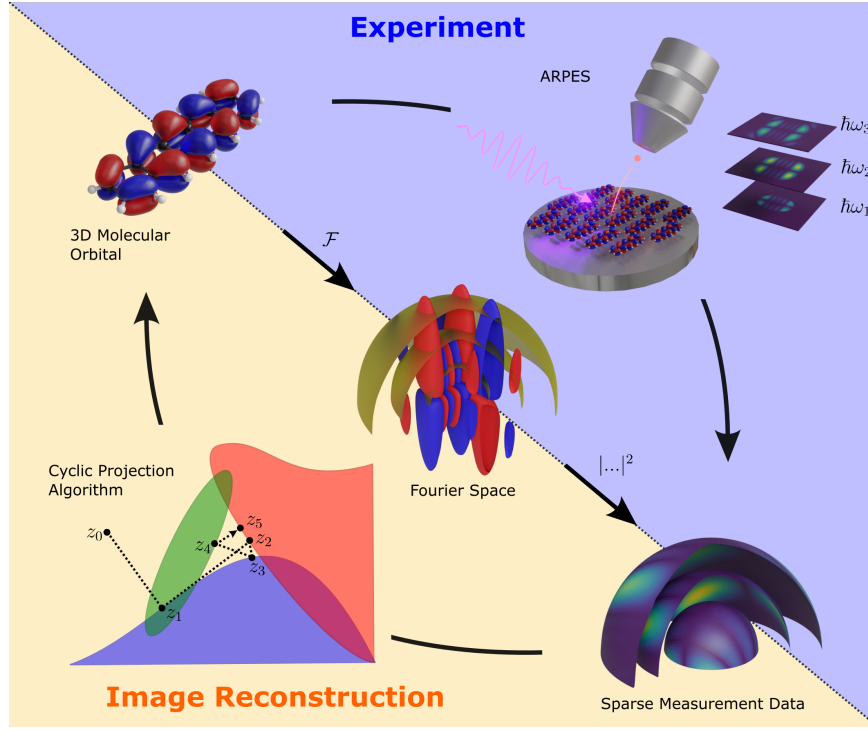 Experiment
ARPES
ℏω₃
ℏω₂
ℏω₁
3D Molecular
Orbital
ℱ
|...|²
Fourier Space
Cyclic Projection
Algorithm
z₀
z₅
z₂
z₄
z₃
z₁
Image Reconstruction
Sparse Measurement Data